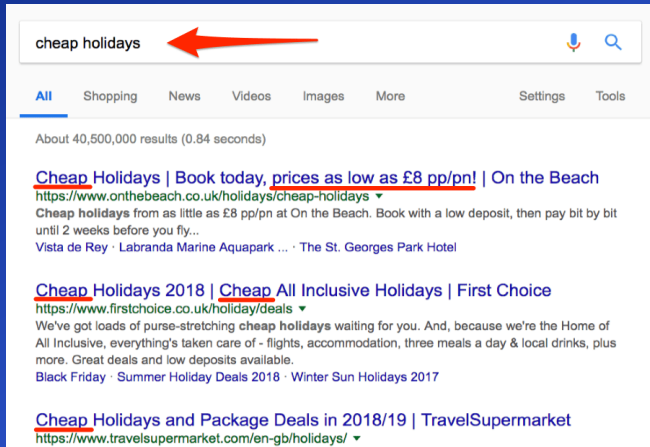 cheap holidays
All Shopping News Videos Images More Settings Tools
About 40,500,000 results (0.84 seconds)
Cheap Holidays | Book today, prices as low as £8 pp/pn! | On the Beach
https://www.onthebeach.co.uk/holidays/cheap-holidays
Cheap holidays from as little as £8 pp/pn at On the Beach. Book with a low deposit, then pay bit by bit
until 2 weeks before you fly...
Vista de Rey · Labranda Marine Aquapark ... · The St. Georges Park Hotel
Cheap Holidays 2018 | Cheap All Inclusive Holidays | First Choice
https://www.firstchoice.co.uk/holiday/deals
We've got loads of purse-stretching cheap holidays waiting for you. And, because we're the Home of
All Inclusive, everything's taken care of - flights, accommodation, three meals a day & local drinks, plus
more. Great deals and low deposits available.
Black Friday · Summer Holiday Deals 2018 · Winter Sun Holidays 2017
Cheap Holidays and Package Deals in 2018/19 | TravelSupermarket
https://www.travelsupermarket.com/en-gb/holidays/